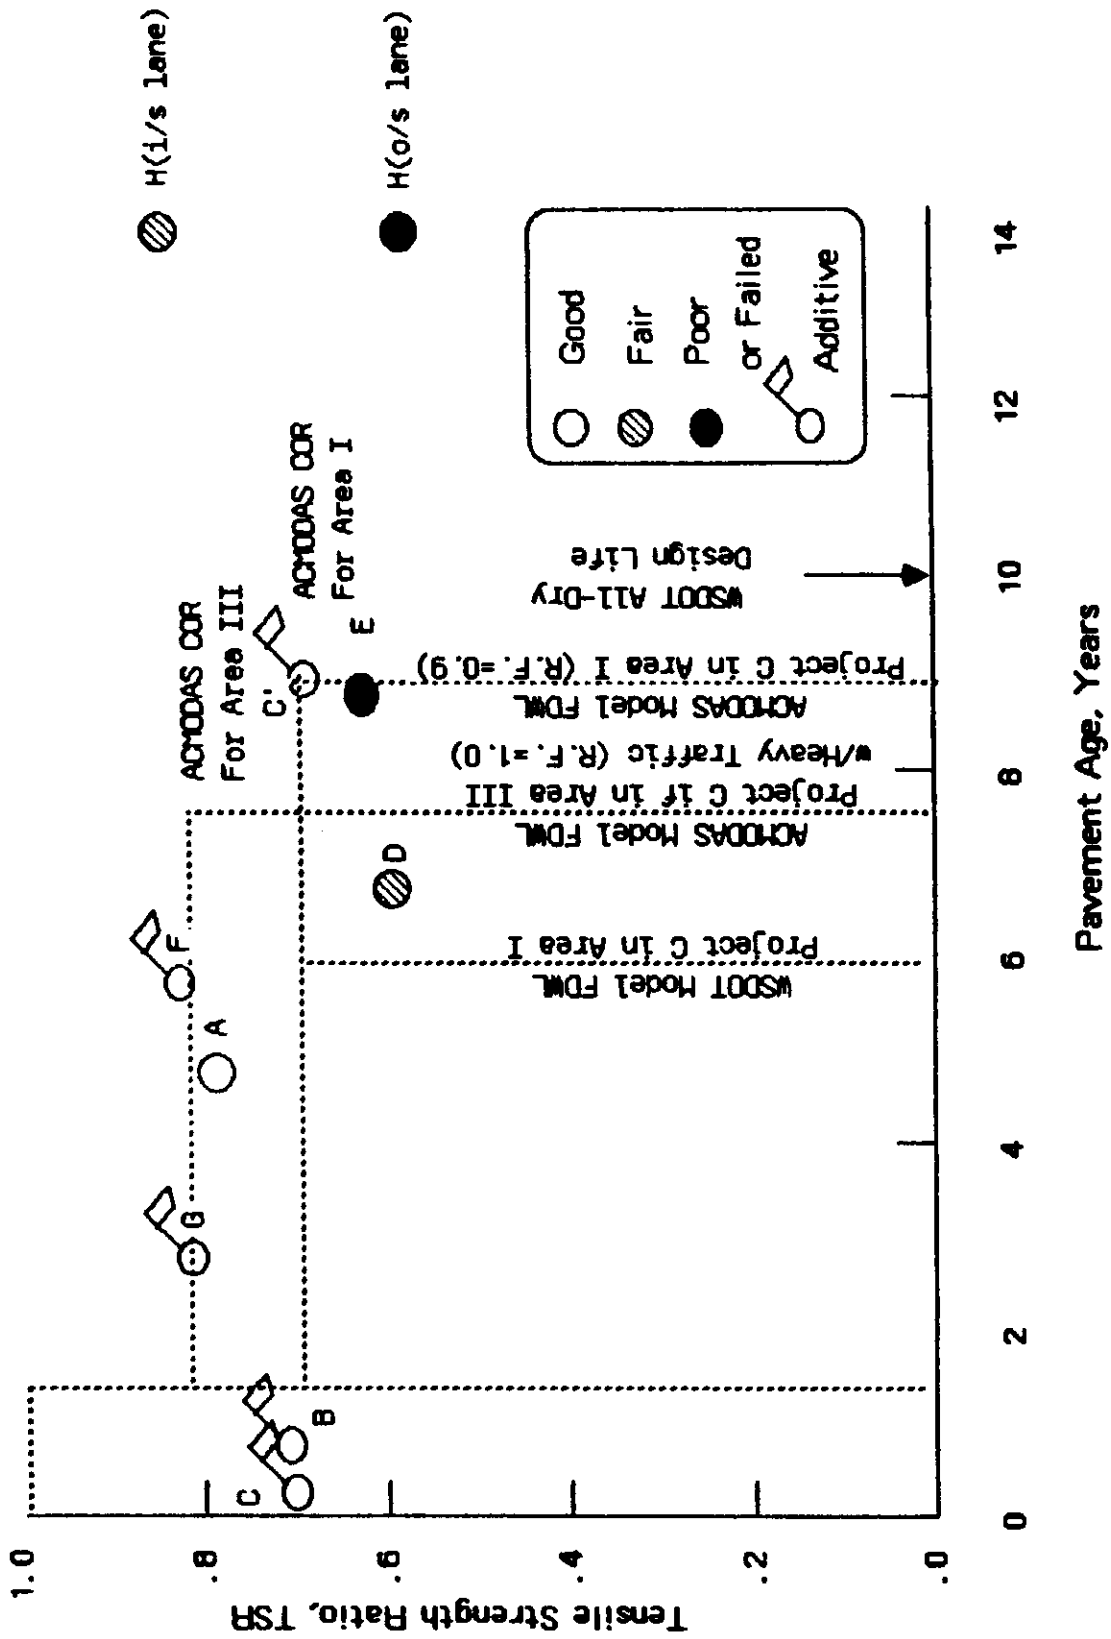 Tensile Strength Ratio, TSR
1.0
.8
.6
.4
.2
.0
0
2
4
6
8
10
12
14
Pavement Age, Years
C
B
G
A
F
D
C'
E
H(i/s lane)
H(o/s lane)
ACMODAS COR
For Area III
ACMODAS COR
For Area I
WSDOT Model FDWL
Project C in Area I
ACMODAS Model FDWL
Project C if in Area III
w/Heavy Traffic (R.F.=1.0)
ACMODAS Model FDWL
Project C in Area I (R.F.=0.9)
WSDOT All-Dry
Design Life
Good
Fair
Poor
or Failed
Additive